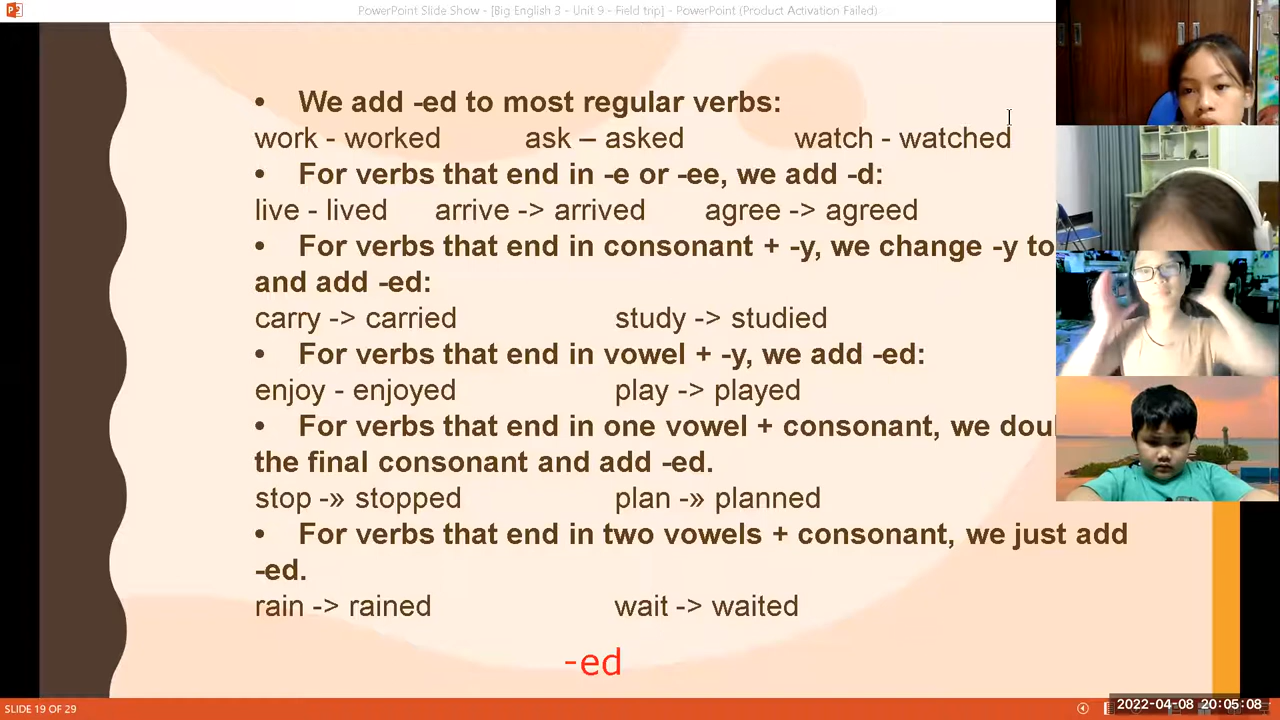 PowerPoint Slide Show - [Big English 3 - Unit 9 - Field trip] - PowerPoint (Product Activation Failed)
• We add -ed to most regular verbs:
work - worked ask – asked watch - watched
• For verbs that end in -e or -ee, we add -d:
live - lived arrive -> arrived agree -> agreed
• For verbs that end in consonant + -y, we change -y to
and add -ed:
carry -> carried study -> studied
• For verbs that end in vowel + -y, we add -ed:
enjoy - enjoyed play -> played
• For verbs that end in one vowel + consonant, we
the final consonant and add -ed.
stop -» stopped plan -» planned
• For verbs that end in two vowels + consonant, we just add
-ed.
rain -> rained wait -> waited
-ed
SLIDE 19 OF 29
2022-04-08 20:05:08